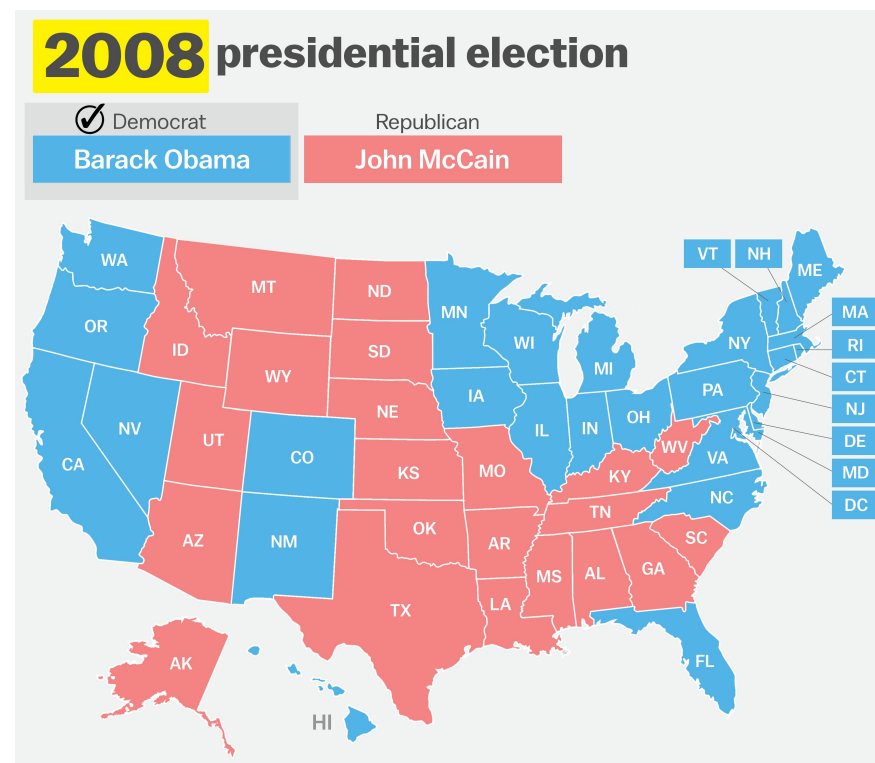 2008 presidential election
Democrat Republican
Barack Obama John McCain
WA
VT NH
ME
MT
ND
MN
MA
OR
WI
NY
RI
ID
SD
MI
WY
CT
IA
PA
NE
NJ
NV
UT
IL
IN
OH
DE
CO
WV
CA
KS
MO
KY
VA
MD
NC
DC
AZ
NM
OK
AR
TN
SC
MS
AL
GA
TX
LA
AK
FL
HI